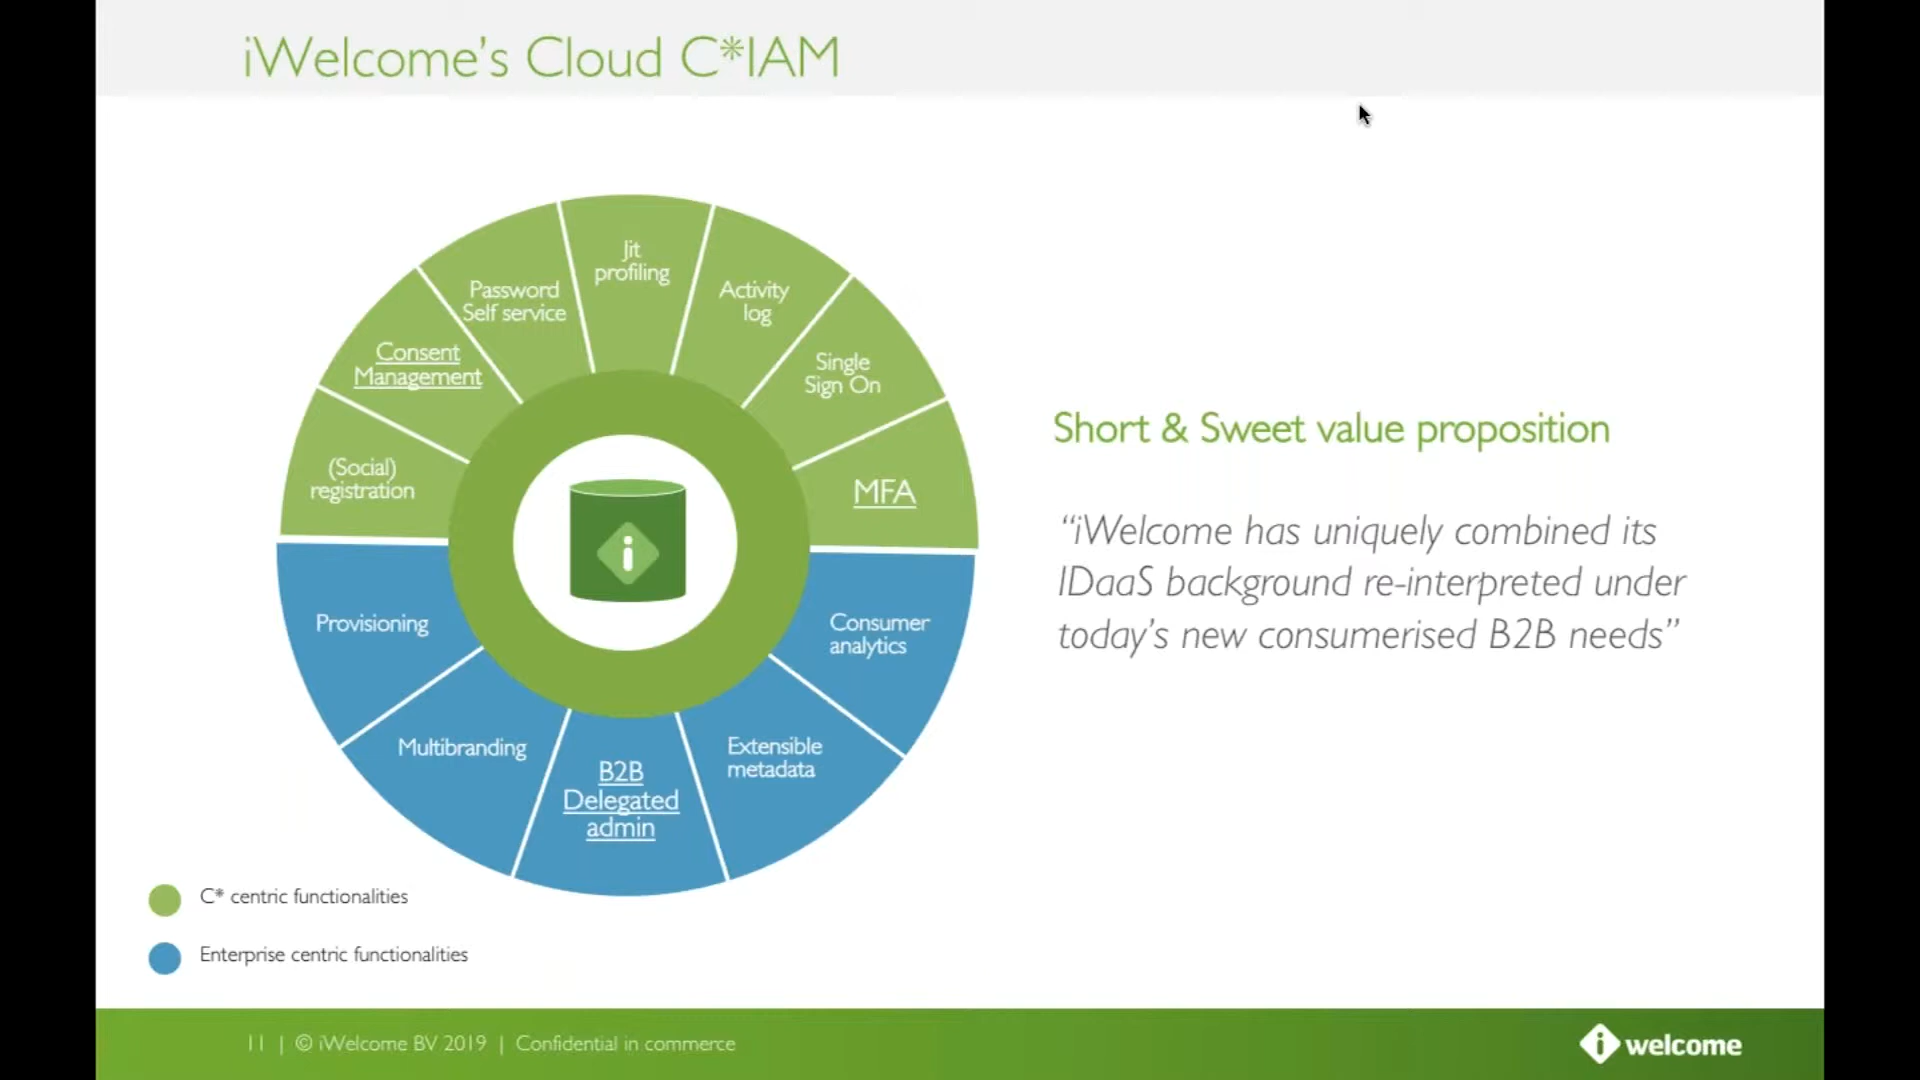 iWelcome's Cloud C*IAM
Jit
profiling
Password
Self service
Activity
log
Consent
Management
Single
Sign On
(Social)
registration
MFA
Provisioning
Consumer
analytics
Multibranding
Extensible
metadata
B2B
Delegated
admin
i
Short & Sweet value proposition
“iWelcome has uniquely combined its
IDaaS background re-interpreted under
today’s new consumerised B2B needs”
C* centric functionalities
Enterprise centric functionalities
11 | © iWelcome BV 2019 | Confidential in commerce
i welcome